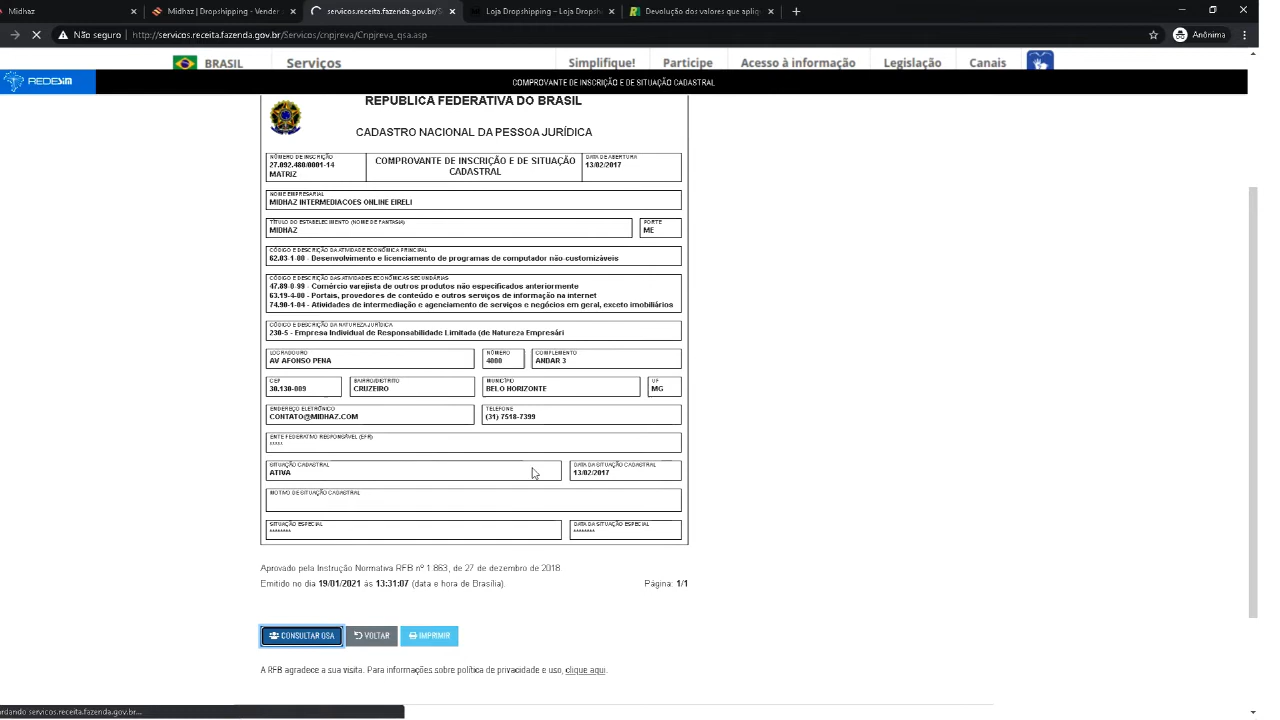 Midhaz
Midhaz | Dropshipping - Vender
servicos.receita.fazenda.gov.br/S
Loja Dropshipping – Loja Dropsh
Devolução dos valores que apliq
Não seguro
http://servicos.receita.fazenda.gov.br/Servicos/cnpjreva/Cnpjreva_qsa.asp
Anônima
BRASIL
Serviços
Simplifique!
Participe
Acesso à informação
Legislação
Canais
REDESIM
COMPROVANTE DE INSCRIÇÃO E DE SITUAÇÃO CADASTRAL
REPÚBLICA FEDERATIVA DO BRASIL
CADASTRO NACIONAL DA PESSOA JURÍDICA
NÚMERO DE INSCRIÇÃO
27.092.480/0001-14
MATRIZ
COMPROVANTE DE INSCRIÇÃO E DE SITUAÇÃO
CADASTRAL
DATA DE ABERTURA
13/02/2017
NOME EMPRESARIAL
MIDHAZ INTERMEDIACOES ONLINE EIRELI
TÍTULO DO ESTABELECIMENTO (NOME DE FANTASIA)
MIDHAZ
PORTE
ME
CÓDIGO E DESCRIÇÃO DA ATIVIDADE ECONÔMICA PRINCIPAL
62.03-1-00 - Desenvolvimento e licenciamento de programas de computador não-customizáveis
CÓDIGO E DESCRIÇÃO DAS ATIVIDADES ECONÔMICAS SECUNDÁRIAS
47.89-0-99 - Comércio varejista de outros produtos não especificados anteriormente
63.19-4-00 - Portais, provedores de conteúdo e outros serviços de informação na internet
74.90-1-04 - Atividades de intermediação e agenciamento de serviços e negócios em geral, exceto imobiliários
CÓDIGO E DESCRIÇÃO DA NATUREZA JURÍDICA
230-5 - Empresa Individual de Responsabilidade Limitada (de Natureza Empresári
LOGRADOURO
AV AFONSO PENA
NÚMERO
4000
COMPLEMENTO
ANDAR 3
CEP
30.130-009
BAIRRO/DISTRITO
CRUZEIRO
MUNICÍPIO
BELO HORIZONTE
UF
MG
ENDEREÇO ELETRÔNICO
CONTATO@MIDHAZ.COM
TELEFONE
(31) 7518-7399
ENTE FEDERATIVO RESPONSÁVEL (EFR)
*****
SITUAÇÃO CADASTRAL
ATIVA
DATA DA SITUAÇÃO CADASTRAL
13/02/2017
MOTIVO DE SITUAÇÃO CADASTRAL
SITUAÇÃO ESPECIAL
********
DATA DA SITUAÇÃO ESPECIAL
********
Aprovado pela Instrução Normativa RFB nº 1.863, de 27 de dezembro de 2018.
Emitido no dia 19/01/2021 às 13:31:07 (data e hora de Brasília).
Página: 1/1
CONSULTAR QSA
VOLTAR
IMPRIMIR
A RFB agradece a sua visita. Para informações sobre política de privacidade e uso, clique aqui.
ardando servicos.receita.fazenda.gov.br...